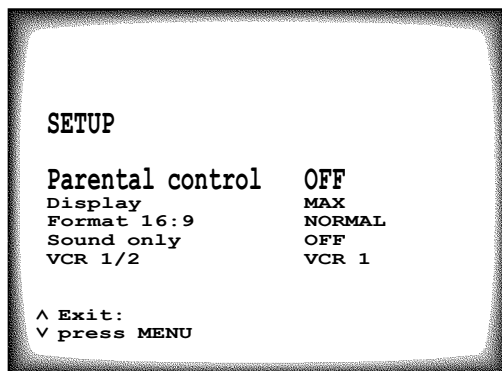 SETUP
Parental control OFF
Display MAX
Format 16:9 NORMAL
Sound only OFF
VCR 1/2 VCR 1
^ Exit:
v press MENU